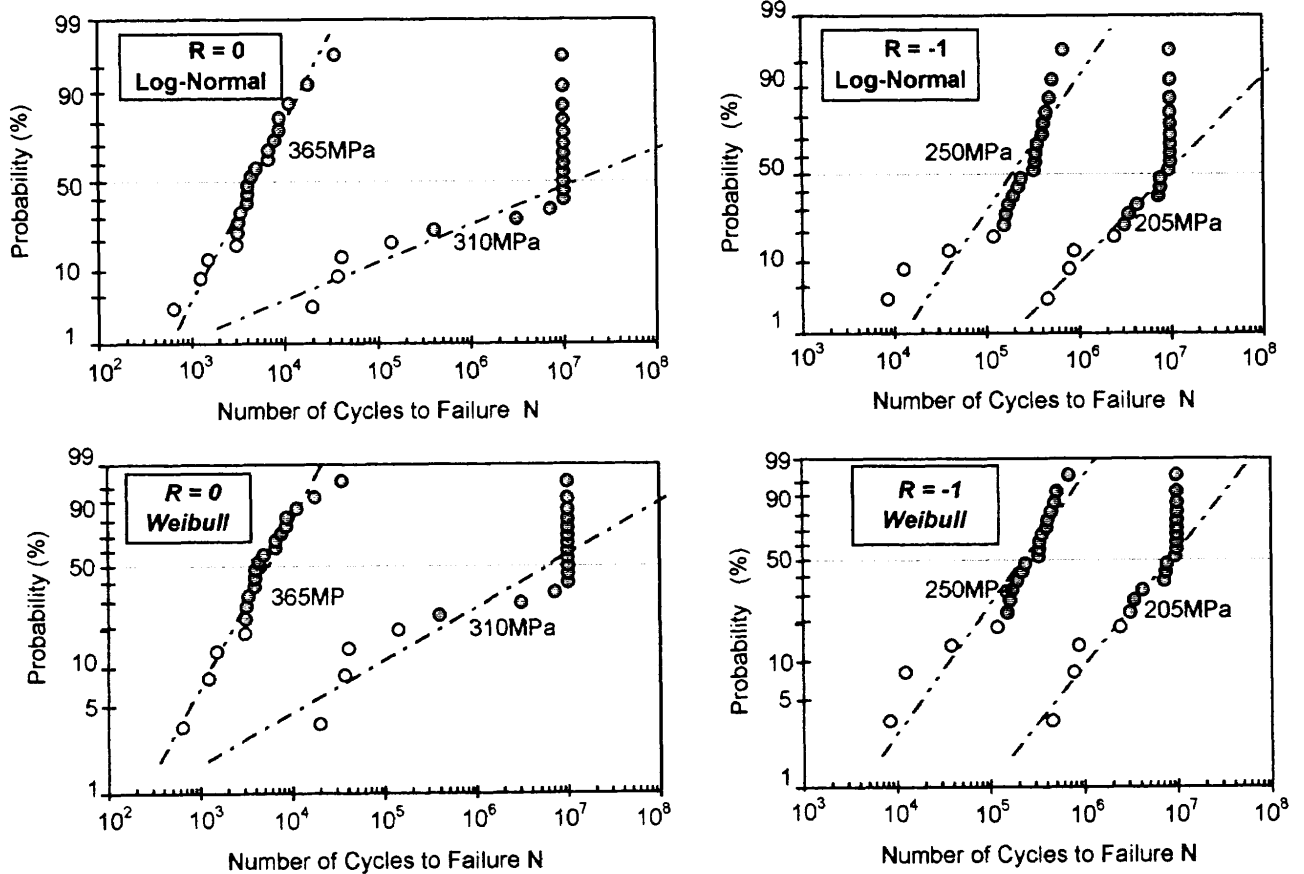 99
90
50
10
1
Probability (%)
R = 0
Log-Normal
365MPa
310MPa
10² 10³ 10⁴ 10⁵ 10⁶ 10⁷ 10⁸
Number of Cycles to Failure N
99
90
50
10
1
Probability (%)
R = -1
Log-Normal
250MPa
205MPa
10³ 10⁴ 10⁵ 10⁶ 10⁷ 10⁸
Number of Cycles to Failure N
99
90
50
10
5
1
Probability (%)
R = 0
Weibull
365MP
310MPa
10² 10³ 10⁴ 10⁵ 10⁶ 10⁷ 10⁸
Number of Cycles to Failure N
99
90
50
10
5
1
Probability (%)
R = -1
Weibull
250MP
205MPa
10³ 10⁴ 10⁵ 10⁶ 10⁷ 10⁸
Number of Cycles to Failure N